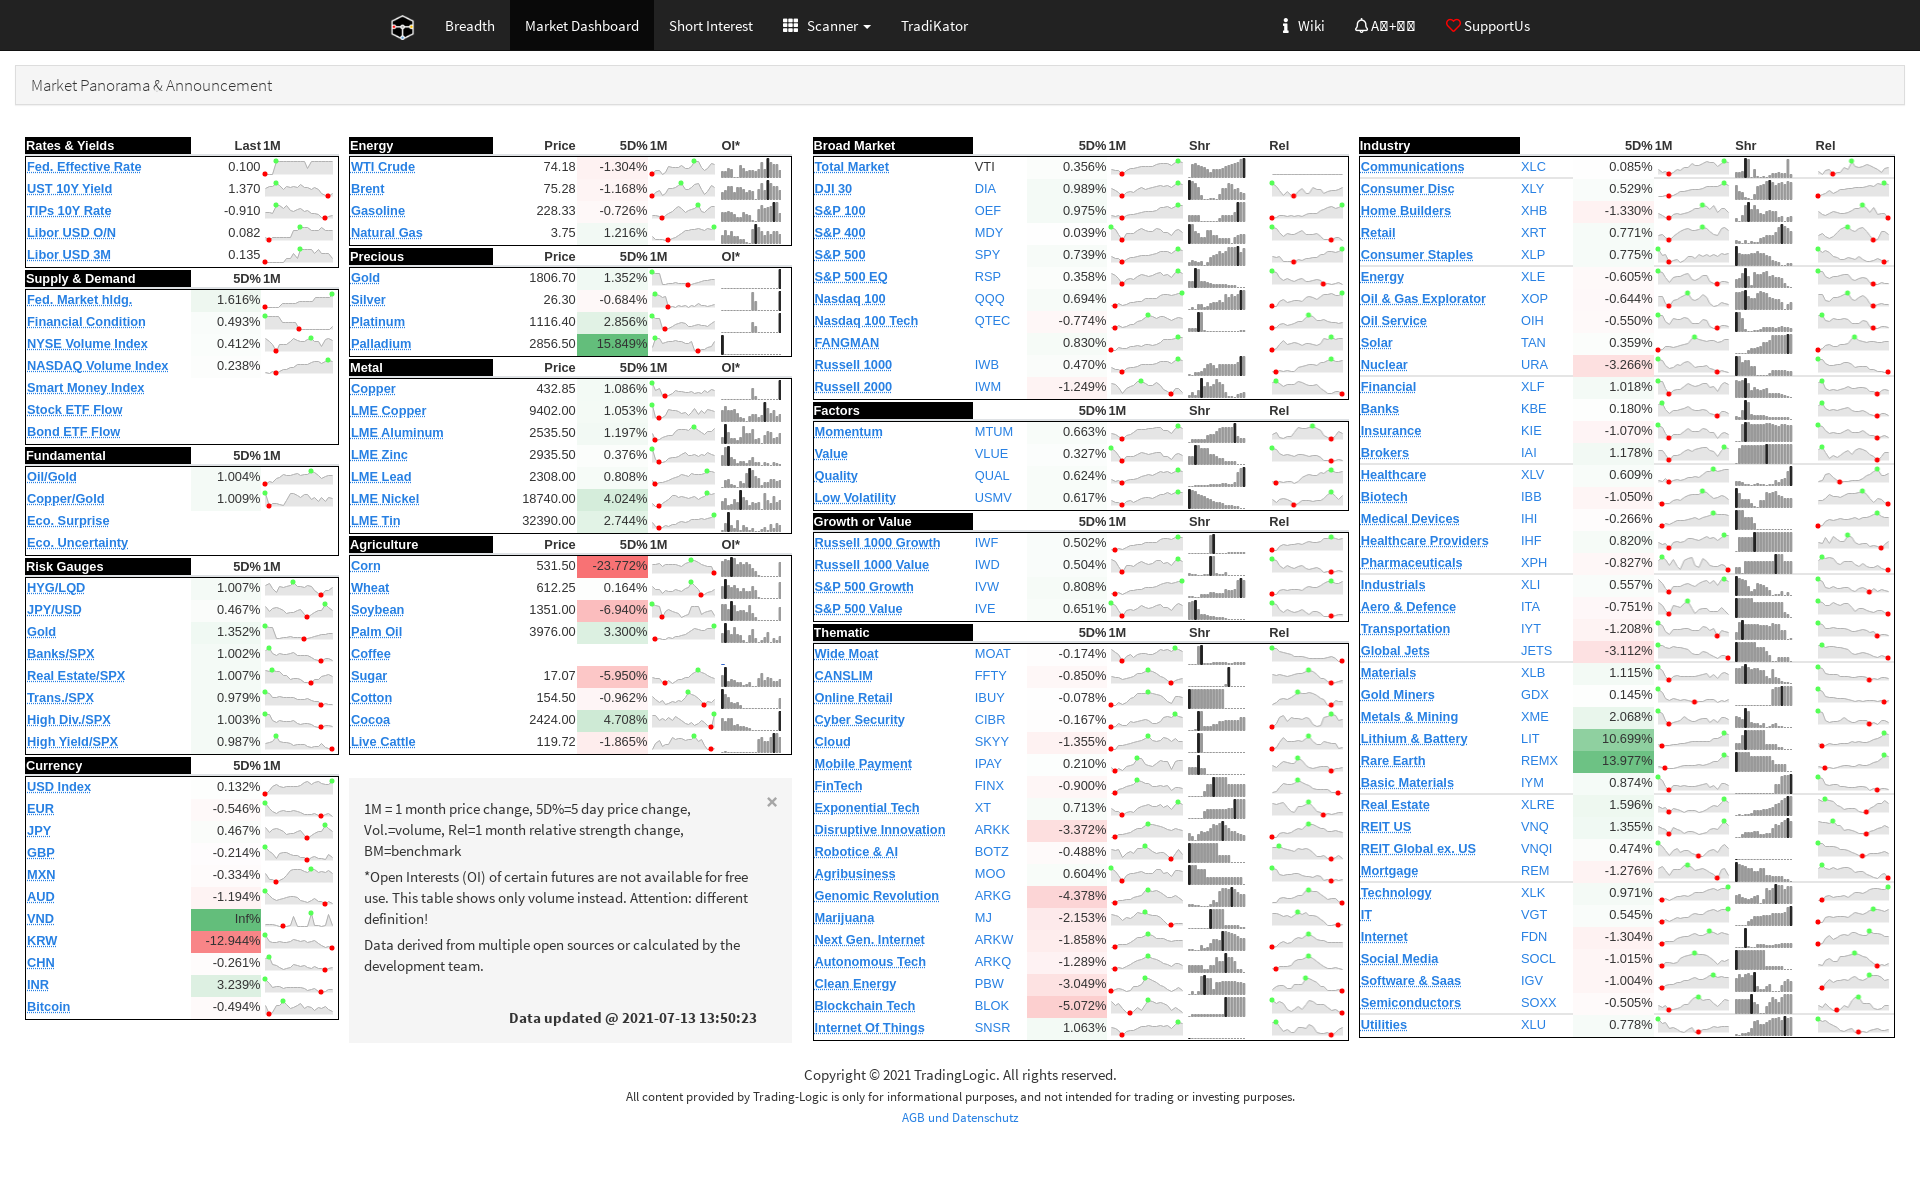 Breadth Market Dashboard Short Interest Scanner TradiKator Wiki SupportUs
Market Panorama & Announcement
Rates & Yields Last 1M
Fed. Effective Rate 0.100
UST 10Y Yield 1.370
TIPs 10Y Rate -0.910
Libor USD O/N 0.082
Libor USD 3M 0.135
Supply & Demand 5D% 1M
Fed. Market hldg. 1.616%
Financial Condition 0.493%
NYSE Volume Index 0.412%
NASDAQ Volume Index 0.238%
Smart Money Index
Stock ETF Flow
Bond ETF Flow
Fundamental 5D% 1M
Oil/Gold 1.004%
Copper/Gold 1.009%
Eco. Surprise
Eco. Uncertainty
Risk Gauges 5D% 1M
HYG/LQD 1.007%
JPY/USD 0.467%
Gold 1.352%
Banks/SPX 1.002%
Real Estate/SPX 1.007%
Trans./SPX 0.979%
High Div./SPX 1.003%
High Yield/SPX 0.987%
Currency 5D% 1M
USD Index 0.132%
EUR -0.546%
JPY 0.467%
GBP -0.214%
MXN -0.334%
AUD -1.194%
VND Inf%
KRW -12.944%
CHN -0.261%
INR 3.239%
Bitcoin -0.494%
Energy Price 5D% 1M OI*
WTI Crude 74.18 -1.304%
Brent 75.28 -1.168%
Gasoline 228.33 -0.726%
Natural Gas 3.75 1.216%
Precious Price 5D% 1M OI*
Gold 1806.70 1.352%
Silver 26.30 -0.684%
Platinum 1116.40 2.856%
Palladium 2856.50 15.849%
Metal Price 5D% 1M OI*
Copper 432.85 1.086%
LME Copper 9402.00 1.053%
LME Aluminum 2535.50 1.197%
LME Zinc 2935.50 0.376%
LME Lead 2308.00 0.808%
LME Nickel 18740.00 4.024%
LME Tin 32390.00 2.744%
Agriculture Price 5D% 1M OI*
Corn 531.50 -23.772%
Wheat 612.25 0.164%
Soybean 1351.00 -6.940%
Palm Oil 3976.00 3.300%
Coffee
Sugar 17.07 -5.950%
Cotton 154.50 -0.962%
Cocoa 2424.00 4.708%
Live Cattle 119.72 -1.865%
×
1M = 1 month price change, 5D%=5 day price change,
Vol.=volume, Rel=1 month relative strength change,
BM=benchmark
*Open Interests (OI) of certain futures are not available for free
use. This table shows only volume instead. Attention: different
definition!
Data derived from multiple open sources or calculated by the
development team.
Data updated @ 2021-07-13 13:50:23
Broad Market 5D% 1M Shr Rel
Total Market VTI 0.356%
DJI 30 DIA 0.989%
S&P 100 OEF 0.975%
S&P 400 MDY 0.039%
S&P 500 SPY 0.739%
S&P 500 EQ RSP 0.358%
Nasdaq 100 QQQ 0.694%
Nasdaq 100 Tech QTEC -0.774%
FANGMAN 0.830%
Russell 1000 IWB 0.470%
Russell 2000 IWM -1.249%
Factors 5D% 1M Shr Rel
Momentum MTUM 0.663%
Value VLUE 0.327%
Quality QUAL 0.624%
Low Volatility USMV 0.617%
Growth or Value 5D% 1M Shr Rel
Russell 1000 Growth IWF 0.502%
Russell 1000 Value IWD 0.504%
S&P 500 Growth IVW 0.808%
S&P 500 Value IVE 0.651%
Thematic 5D% 1M Shr Rel
Wide Moat MOAT -0.174%
CANSLIM FFTY -0.850%
Online Retail IBUY -0.078%
Cyber Security CIBR -0.167%
Cloud SKYY -1.355%
Mobile Payment IPAY 0.210%
FinTech FINX -0.900%
Exponential Tech XT 0.713%
Disruptive Innovation ARKK -3.372%
Robotice & AI BOTZ -0.488%
Agribusiness MOO 0.604%
Genomic Revolution ARKG -4.378%
Marijuana MJ -2.153%
Next Gen. Internet ARKW -1.858%
Autonomous Tech ARKQ -1.289%
Clean Energy PBW -3.049%
Blockchain Tech BLOK -5.072%
Internet Of Things SNSR 1.063%
Industry 5D% 1M Shr Rel
Communications XLC 0.085%
Consumer Disc XLY 0.529%
Home Builders XHB -1.330%
Retail XRT 0.771%
Consumer Staples XLP 0.775%
Energy XLE -0.605%
Oil & Gas Explorator XOP -0.644%
Oil Service OIH -0.550%
Solar TAN 0.359%
Nuclear URA -3.266%
Financial XLF 1.018%
Banks KBE 0.180%
Insurance KIE -1.070%
Brokers IAI 1.178%
Healthcare XLV 0.609%
Biotech IBB -1.050%
Medical Devices IHI -0.266%
Healthcare Providers IHF 0.820%
Pharmaceuticals XPH -0.827%
Industrials XLI 0.557%
Aero & Defence ITA -0.751%
Transportation IYT -1.208%
Global Jets JETS -3.112%
Materials XLB 1.115%
Gold Miners GDX 0.145%
Metals & Mining XME 2.068%
Lithium & Battery LIT 10.699%
Rare Earth REMX 13.977%
Basic Materials IYM 0.874%
Real Estate XLRE 1.596%
REIT US VNQ 1.355%
REIT Global ex. US VNQI 0.474%
Mortgage REM -1.276%
Technology XLK 0.971%
IT VGT 0.545%
Internet FDN -1.304%
Social Media SOCL -1.015%
Software & Saas IGV -1.004%
Semiconductors SOXX -0.505%
Utilities XLU 0.778%
Copyright © 2021 TradingLogic. All rights reserved.
All content provided by Trading-Logic is only for informational purposes, and not intended for trading or investing purposes.
AGB und Datenschutz